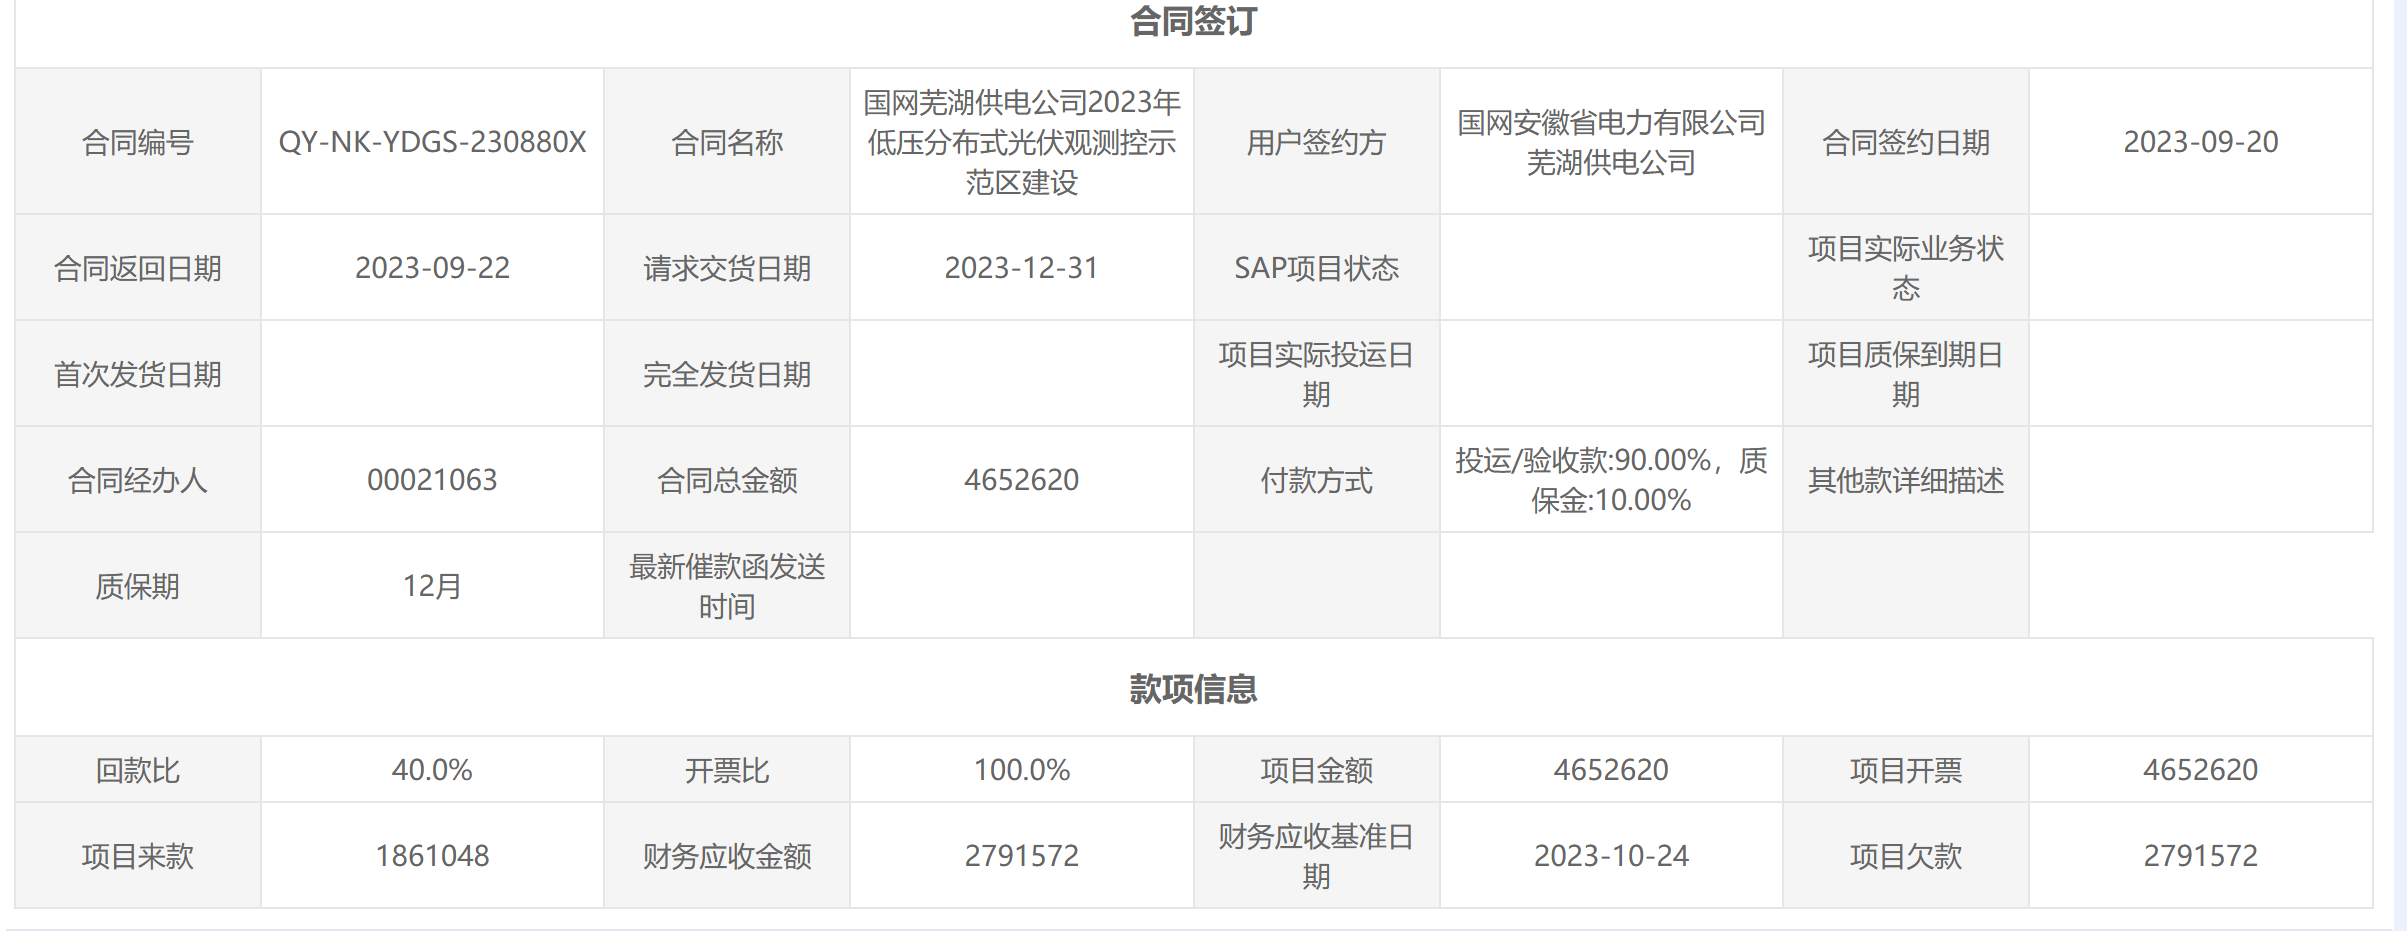 合同签订
合同编号
QY-NK-YDGS-230880X
合同名称
国网芜湖供电公司2023年
低压分布式光伏观测控示
范区建设
用户签约方
国网安徽省电力有限公司
芜湖供电公司
合同签约日期
2023-09-20
合同返回日期
2023-09-22
请求交货日期
2023-12-31
SAP项目状态
项目实际业务状
态
首次发货日期
完全发货日期
项目实际投运日
期
项目质保到期日
期
合同经办人
00021063
合同总金额
4652620
付款方式
投运/验收款:90.00%，质
保金:10.00%
其他款详细描述
质保期
12月
最新催款函发送
时间
款项信息
回款比
40.0%
开票比
100.0%
项目金额
4652620
项目开票
4652620
项目来款
1861048
财务应收金额
2791572
财务应收基准日
期
2023-10-24
项目欠款
2791572